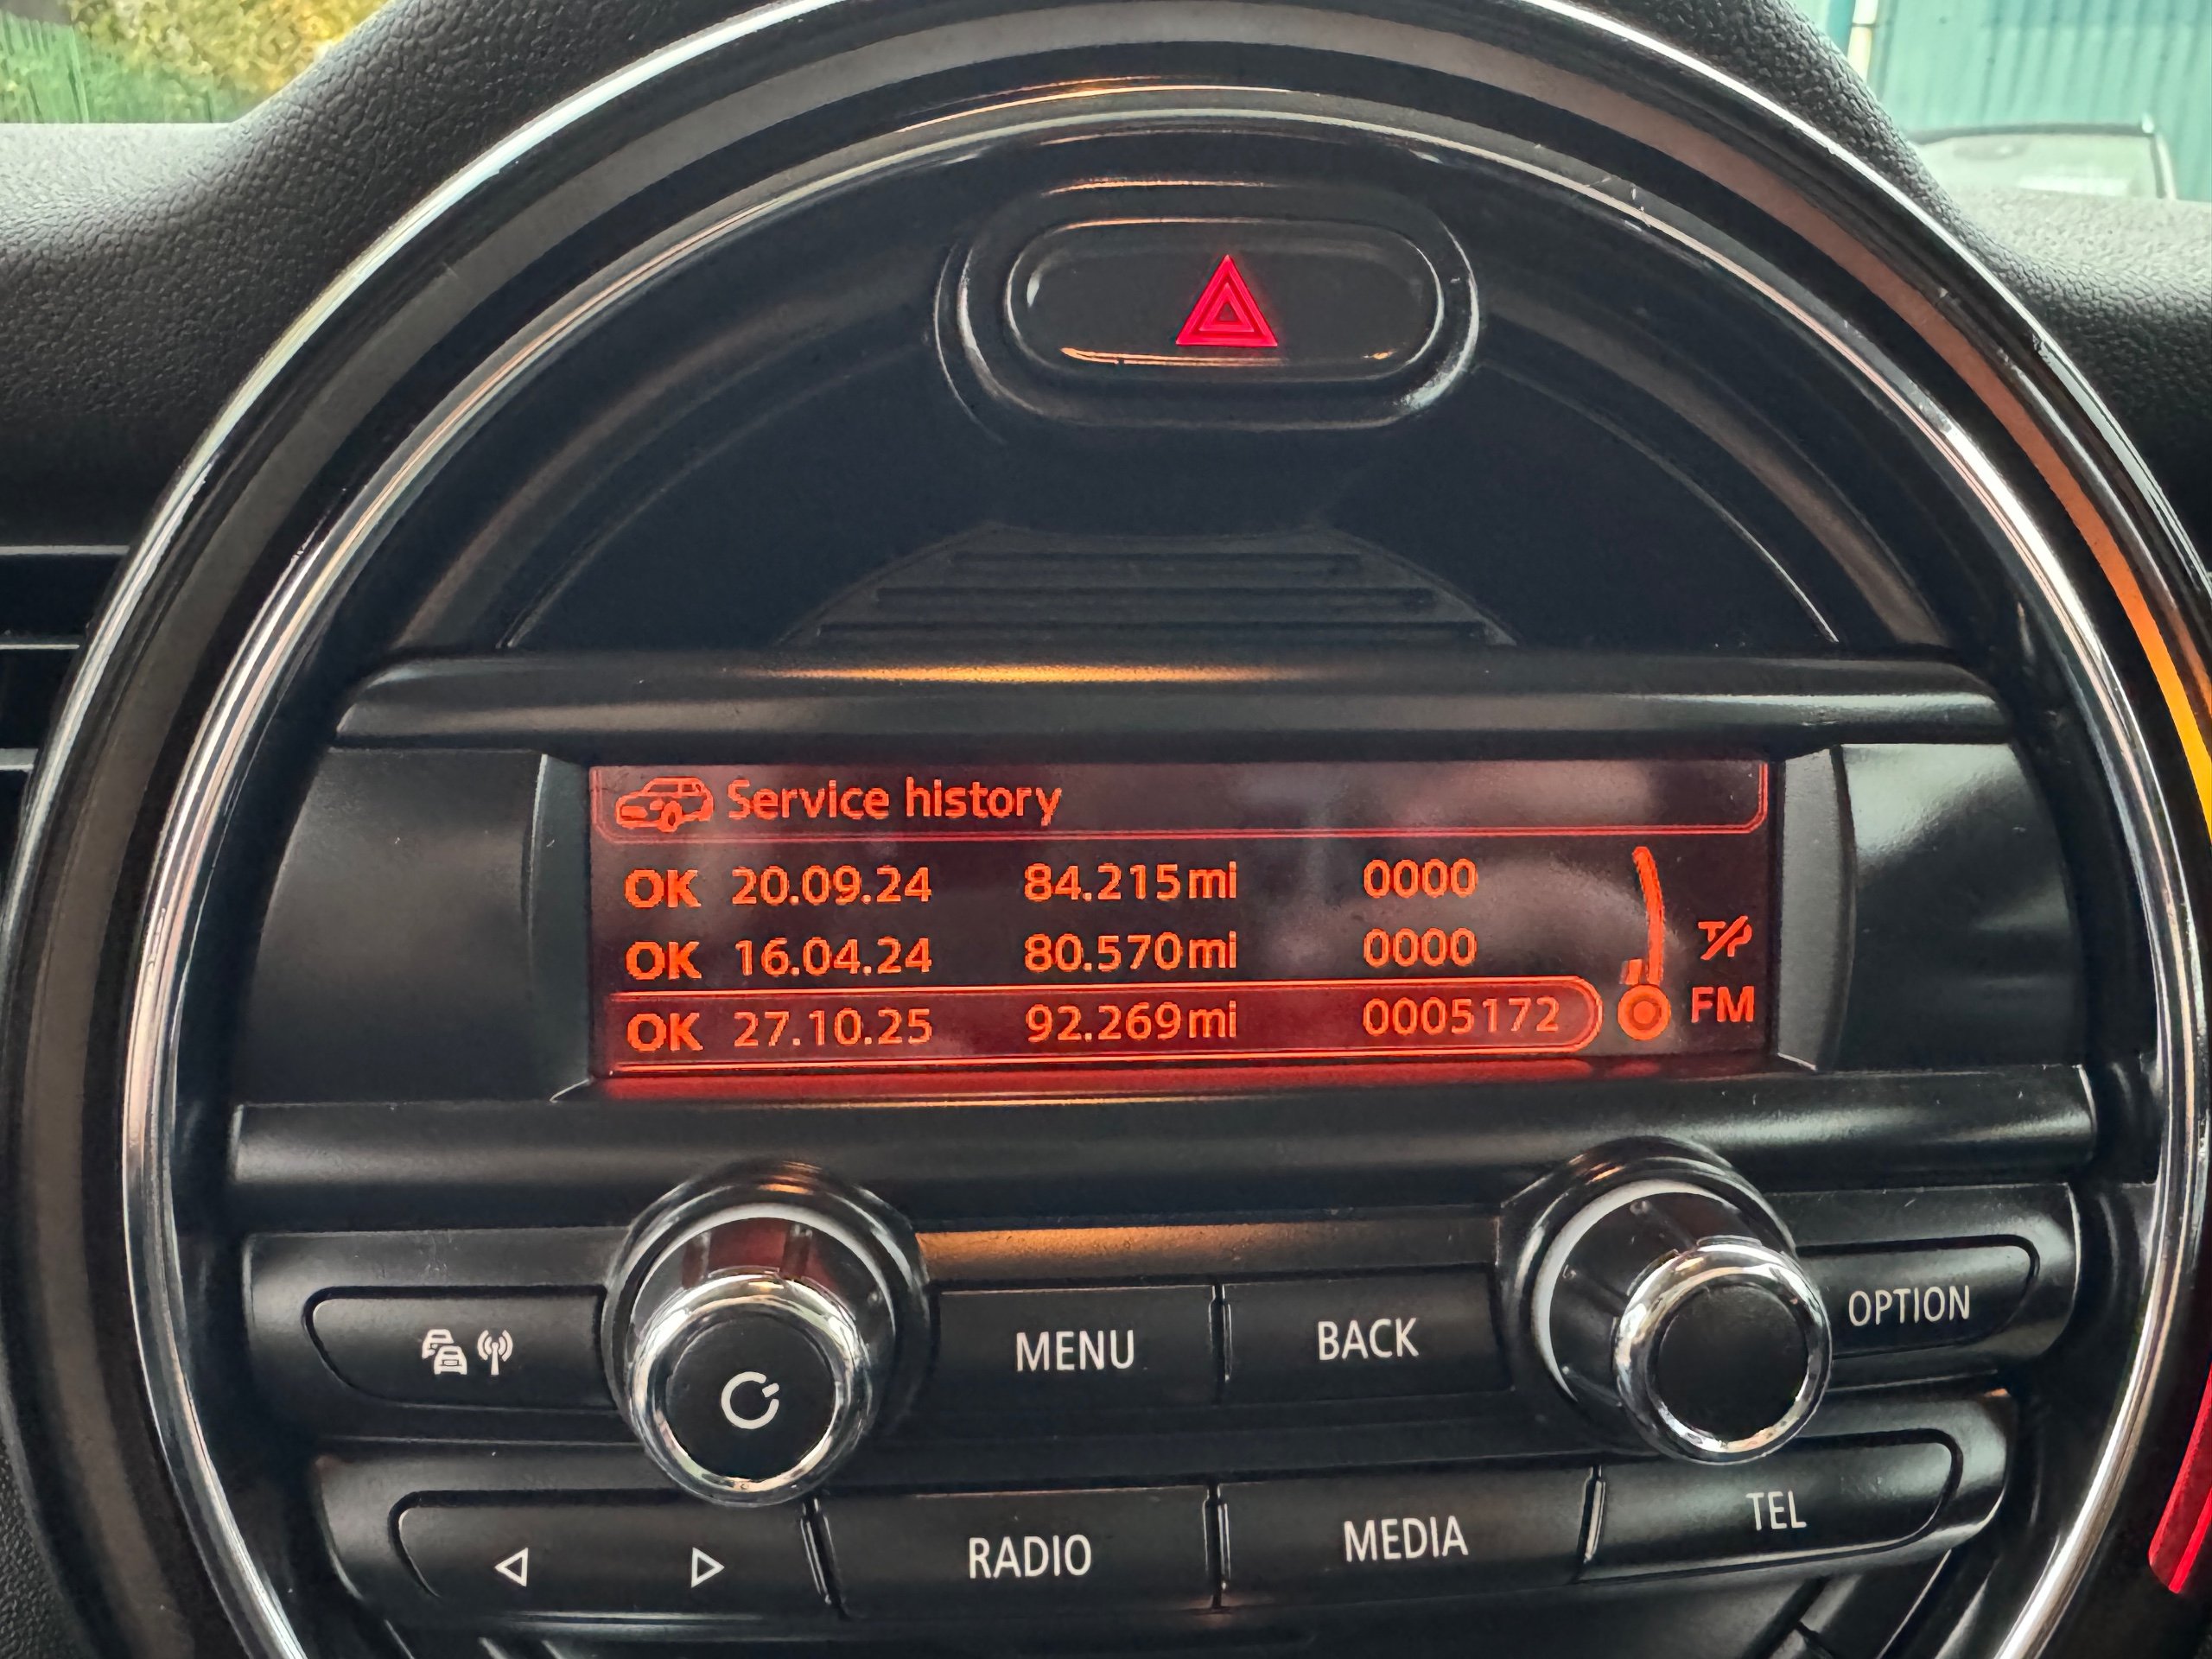 Service history
OK 20.09.24 84.215mi 0000
OK 16.04.24 80.570mi 0000
TP
OK 27.10.25 92.269mi 0005172
FM
MENU
BACK
OPTION
RADIO
MEDIA
TEL